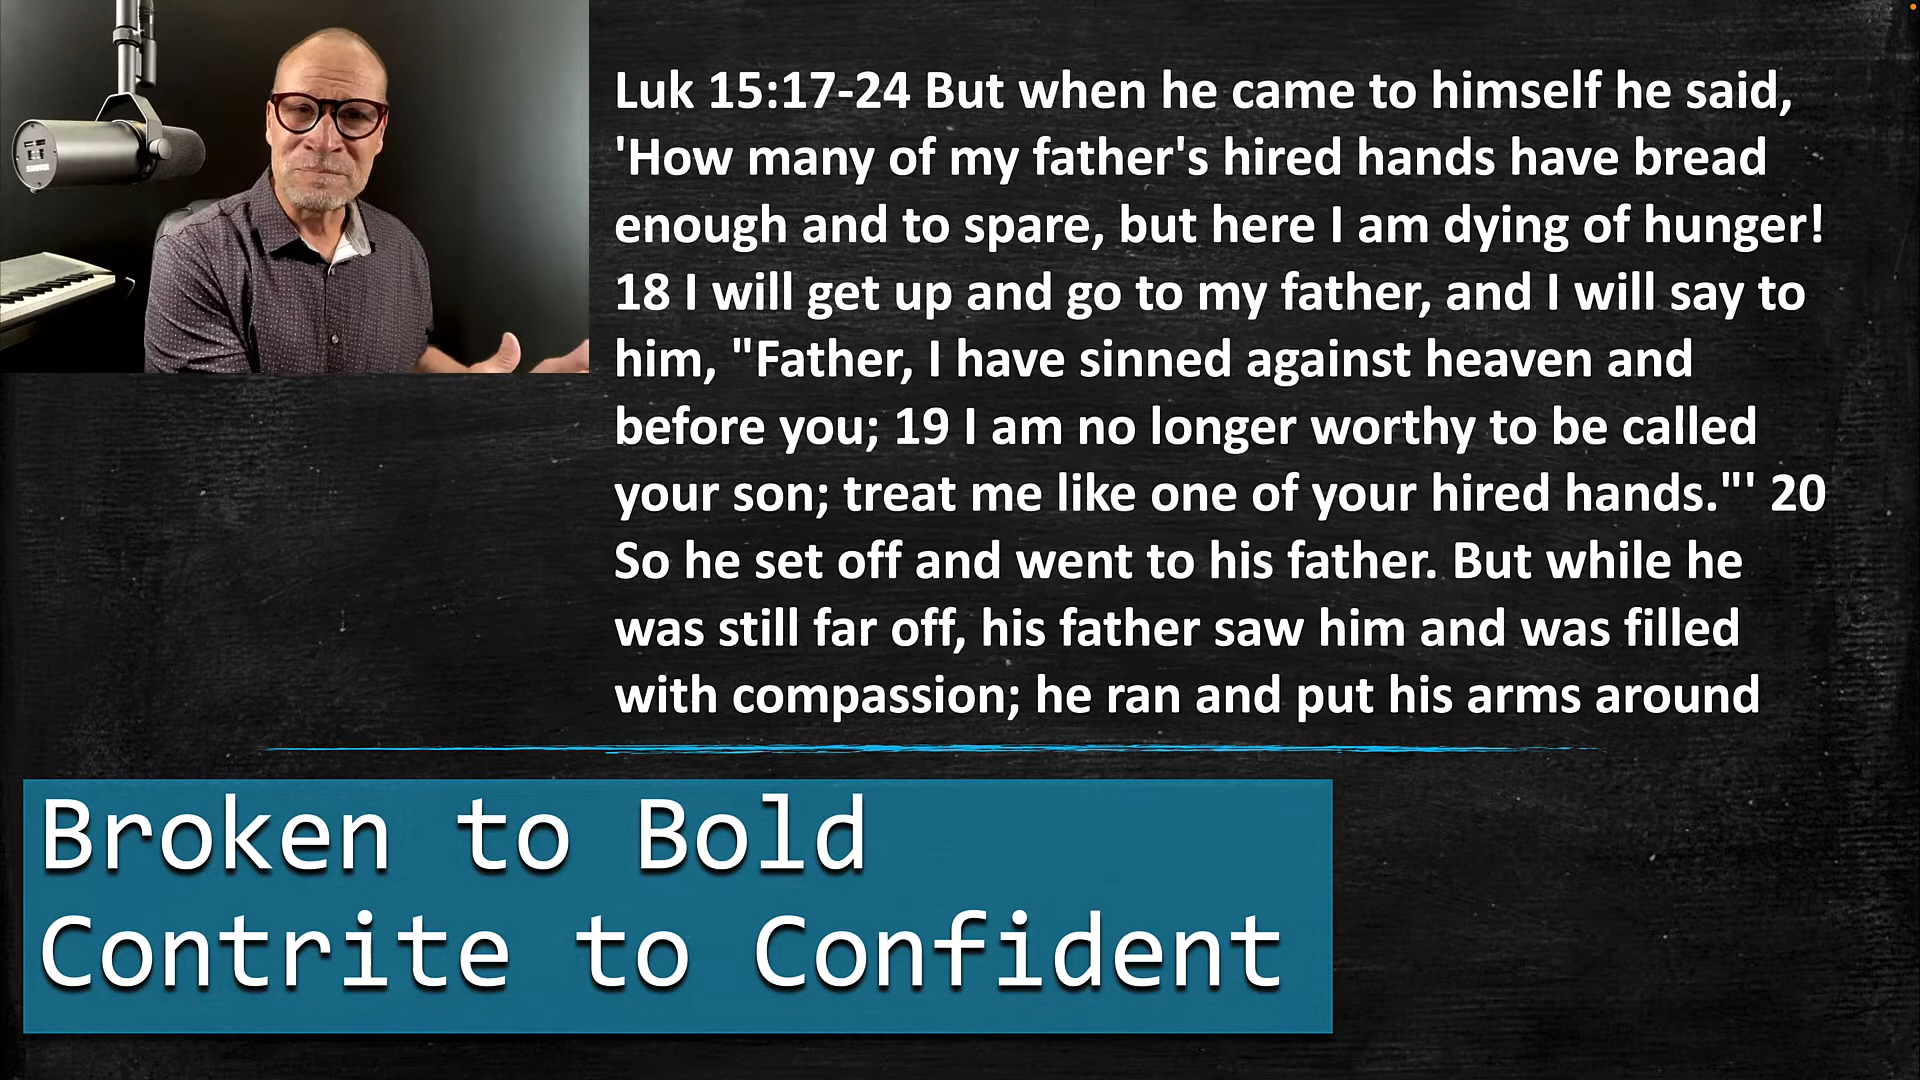 Luk 15:17-24 But when he came to himself he said,
'How many of my father's hired hands have bread
enough and to spare, but here I am dying of hunger!
18 I will get up and go to my father, and I will say to
him, "Father, I have sinned against heaven and
before you; 19 I am no longer worthy to be called
your son; treat me like one of your hired hands."' 20
So he set off and went to his father. But while he
was still far off, his father saw him and was filled
with compassion; he ran and put his arms around
Broken to Bold
Contrite to Confident